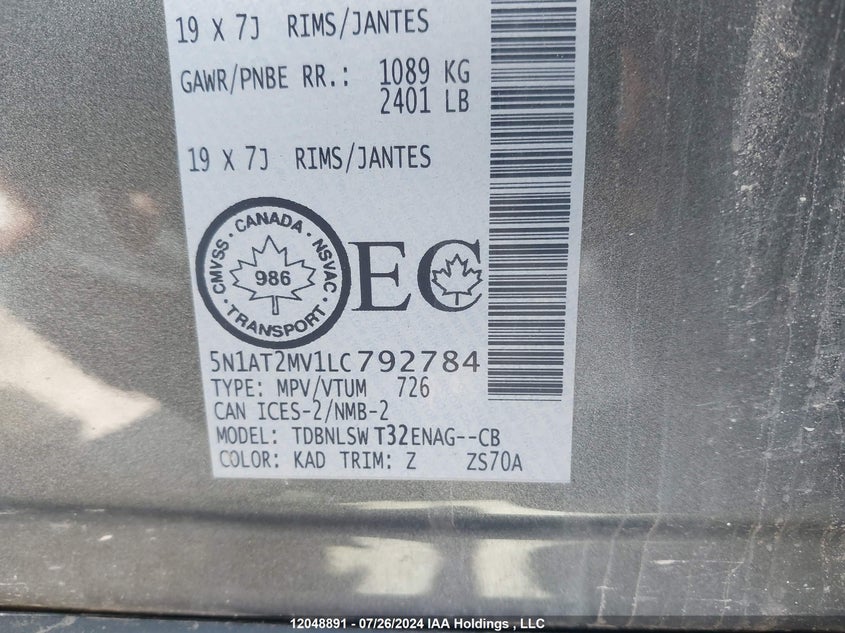 19 X 7J RIMS/JANTES
GAWR/PNBE RR.: 1089 KG
2401 LB
19 X 7J RIMS/JANTES
CMVSS · CANADA · NSVAC · TRANSPORT ·
986
EC
5N1AT2MV1LC792784
TYPE: MPV/VTUM 726
CAN ICES-2/NMB-2
MODEL: TDBNLSW T32ENAG--CB
COLOR: KAD TRIM: Z ZS70A
12048891 - 07/26/2024 IAA Holdings , LLC